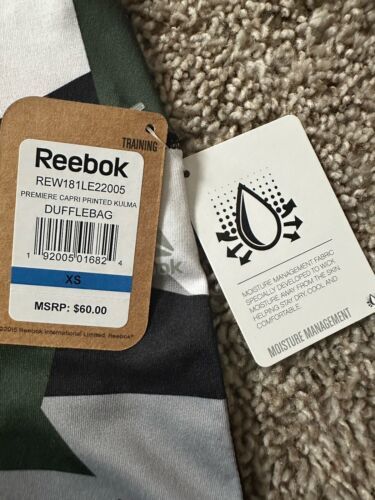 TRAINING
Reebok
REW181LE22005
PREMIERE CAPRI PRINTED KULMA
DUFFLEBAG
1 92005 01682 4
XS
MSRP: $60.00
©2015 Reebok International Limited. Reebok®
Reebok
MOISTURE MANAGEMENT FABRIC
SPECIALLY DEVELOPED TO WICK
MOISTURE AWAY FROM THE SKIN,
HELPING STAY DRY, COOL AND
COMFORTABLE.
MOISTURE MANAGEMENT